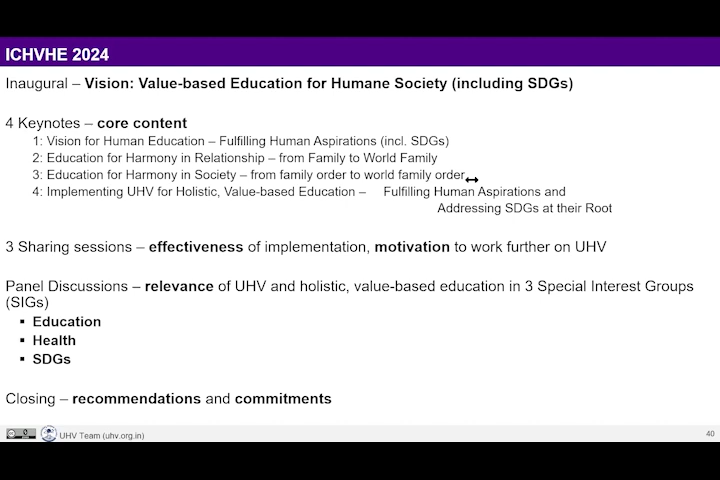 ICHVHE 2024
Inaugural – Vision: Value-based Education for Humane Society (including SDGs)
4 Keynotes – core content
1: Vision for Human Education – Fulfilling Human Aspirations (incl. SDGs)
2: Education for Harmony in Relationship – from Family to World Family
3: Education for Harmony in Society – from family order to world family order
4: Implementing UHV for Holistic, Value-based Education – Fulfilling Human Aspirations and
Addressing SDGs at their Root
3 Sharing sessions – effectiveness of implementation, motivation to work further on UHV
Panel Discussions – relevance of UHV and holistic, value-based education in 3 Special Interest Groups
(SIGs)
▪ Education
▪ Health
▪ SDGs
Closing – recommendations and commitments
UHV Team (uhv.org.in)
40